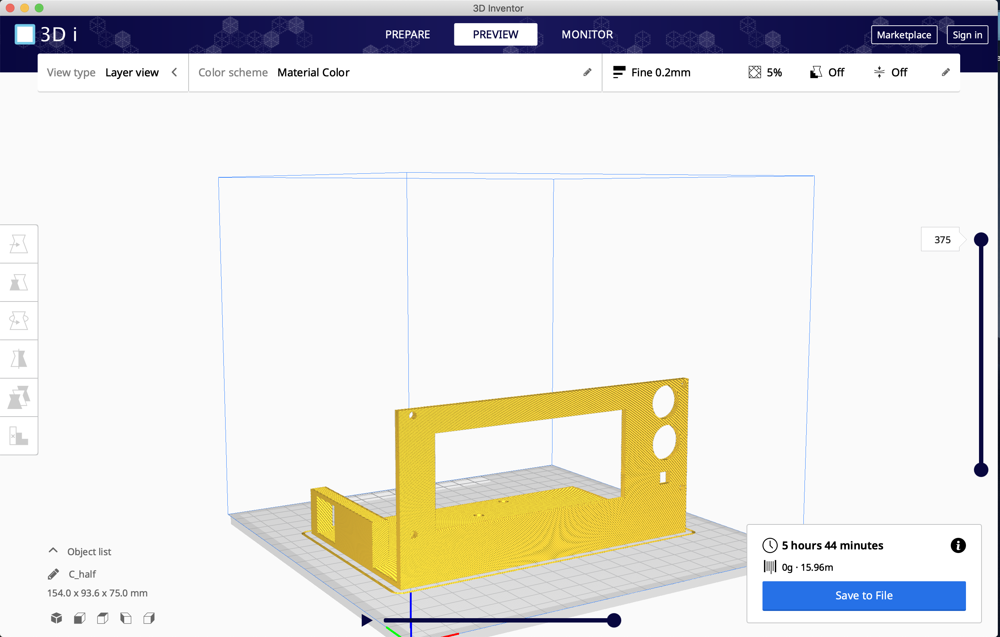 3D Inventor
3D i
PREPARE PREVIEW MONITOR Marketplace Sign in
View type Layer view Color scheme Material Color Fine 0.2mm 5% Off Off
375
5 hours 44 minutes
0g · 15.96m
Save to File
Object list
C_half
154.0 x 93.6 x 75.0 mm